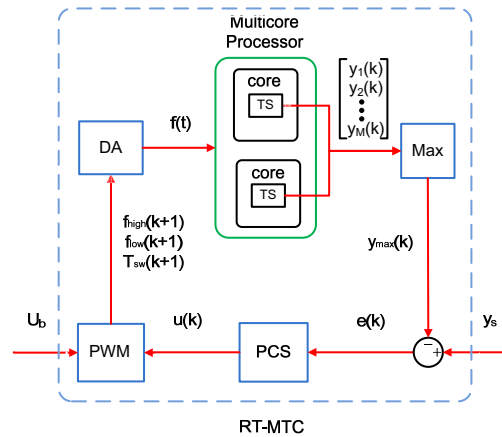 Multicore
Processor
core
TS
core
TS
y1(k)
y2(k)
yM(k)
f(t)
DA
Max
fhigh(k+1)
flow(k+1)
Tsw(k+1)
ymax(k)
Ub
u(k)
e(k)
ys
PWM
PCS
− +
RT-MTC